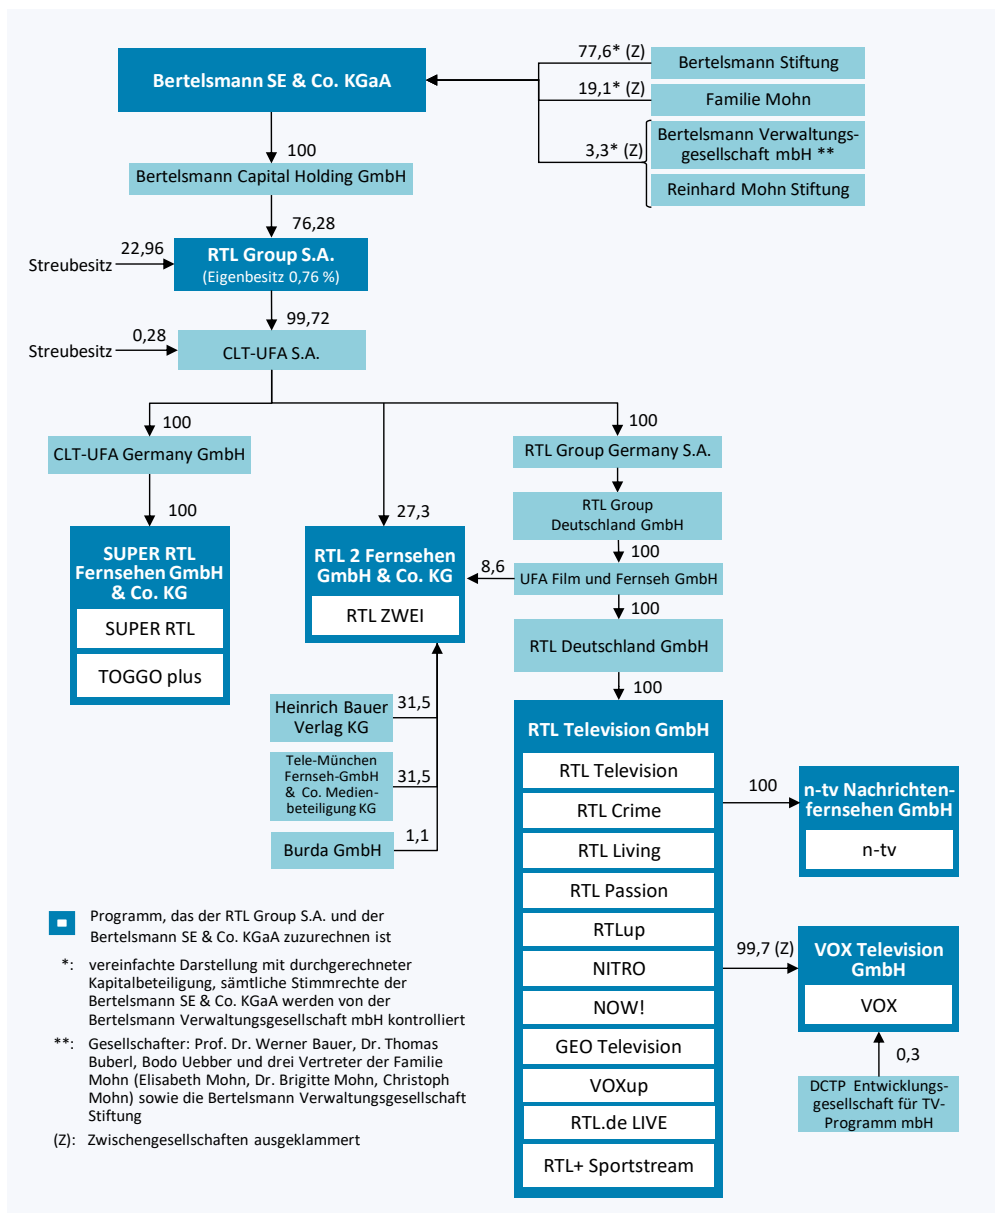 77,6* (Z)
Bertelsmann Stiftung
Bertelsmann SE & Co. KGaA
19,1* (Z)
Familie Mohn
3,3* (Z)
Bertelsmann Verwaltungs-
gesellschaft mbH **
Reinhard Mohn Stiftung
100
Bertelsmann Capital Holding GmbH
76,28
Streubesitz
22,96
RTL Group S.A.
(Eigenbesitz 0,76 %)
99,72
Streubesitz
0,28
CLT-UFA S.A.
100
CLT-UFA Germany GmbH
100
SUPER RTL
Fernsehen GmbH
& Co. KG
SUPER RTL
TOGGO plus
27,3
RTL 2 Fernsehen
GmbH & Co. KG
RTL ZWEI
8,6
Heinrich Bauer
Verlag KG
31,5
Tele-München
Fernseh-GmbH
& Co. Medien-
beteiligung KG
31,5
Burda GmbH
1,1
100
RTL Group Germany S.A.
RTL Group
Deutschland GmbH
100
UFA Film und Fernseh GmbH
100
RTL Deutschland GmbH
100
RTL Television GmbH
RTL Television
RTL Crime
RTL Living
RTL Passion
RTLup
NITRO
NOW!
GEO Television
VOXup
RTL.de LIVE
RTL+ Sportstream
100
n-tv Nachrichten-
fernsehen GmbH
n-tv
99,7 (Z)
VOX Television
GmbH
VOX
0,3
DCTP Entwicklungs-
gesellschaft für TV-
Programm mbH
Programm, das der RTL Group S.A. und der
Bertelsmann SE & Co. KGaA zuzurechnen ist
*: vereinfachte Darstellung mit durchgerechneter
Kapitalbeteiligung, sämtliche Stimmrechte der
Bertelsmann SE & Co. KGaA werden von der
Bertelsmann Verwaltungsgesellschaft mbH kontrolliert
**: Gesellschafter: Prof. Dr. Werner Bauer, Dr. Thomas
Buberl, Bodo Uebber und drei Vertreter der Familie
Mohn (Elisabeth Mohn, Dr. Brigitte Mohn, Christoph
Mohn) sowie die Bertelsmann Verwaltungsgesellschaft
Stiftung
(Z): Zwischengesellschaften ausgeklammert